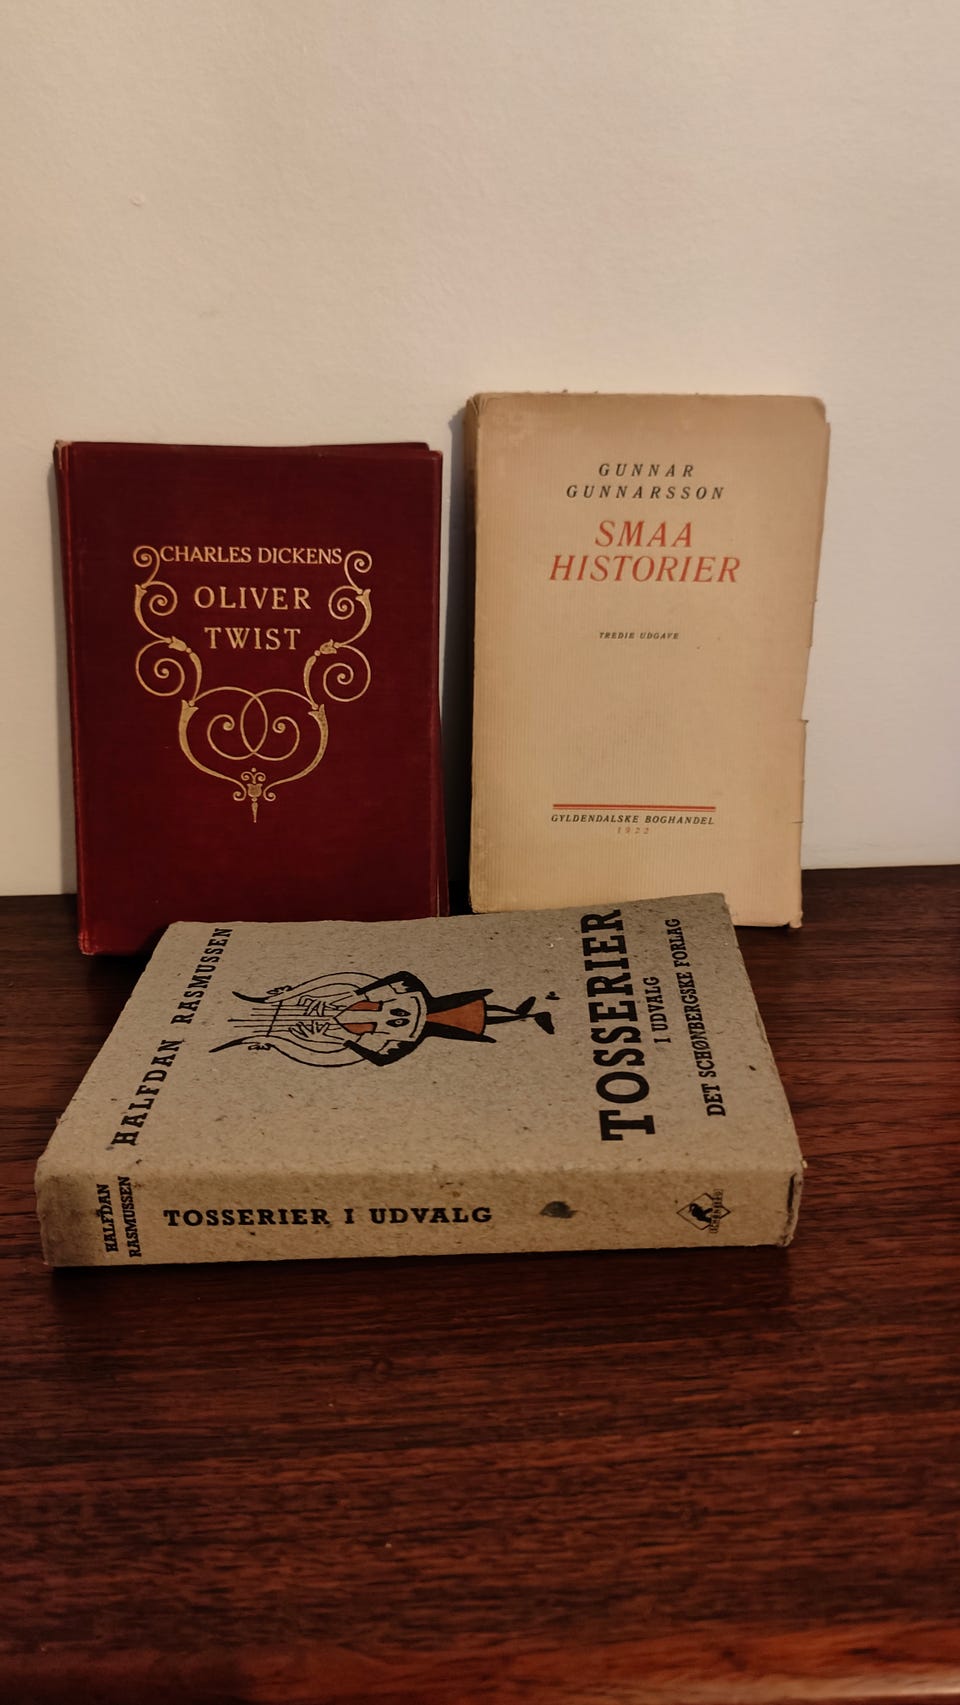 CHARLES DICKENS
OLIVER
TWIST
GUNNAR
GUNNARSSON
SMAA
HISTORIER
TREDIE UDGAVE
GYLDENDALSKE BOGHANDEL
1922
HALFDAN RASMUSSEN
TOSSERIER
I UDVALG
DET SCHØNBERGSKE FORLAG
HALFDAN
RASMUSSEN
TOSSERIER I UDVALG